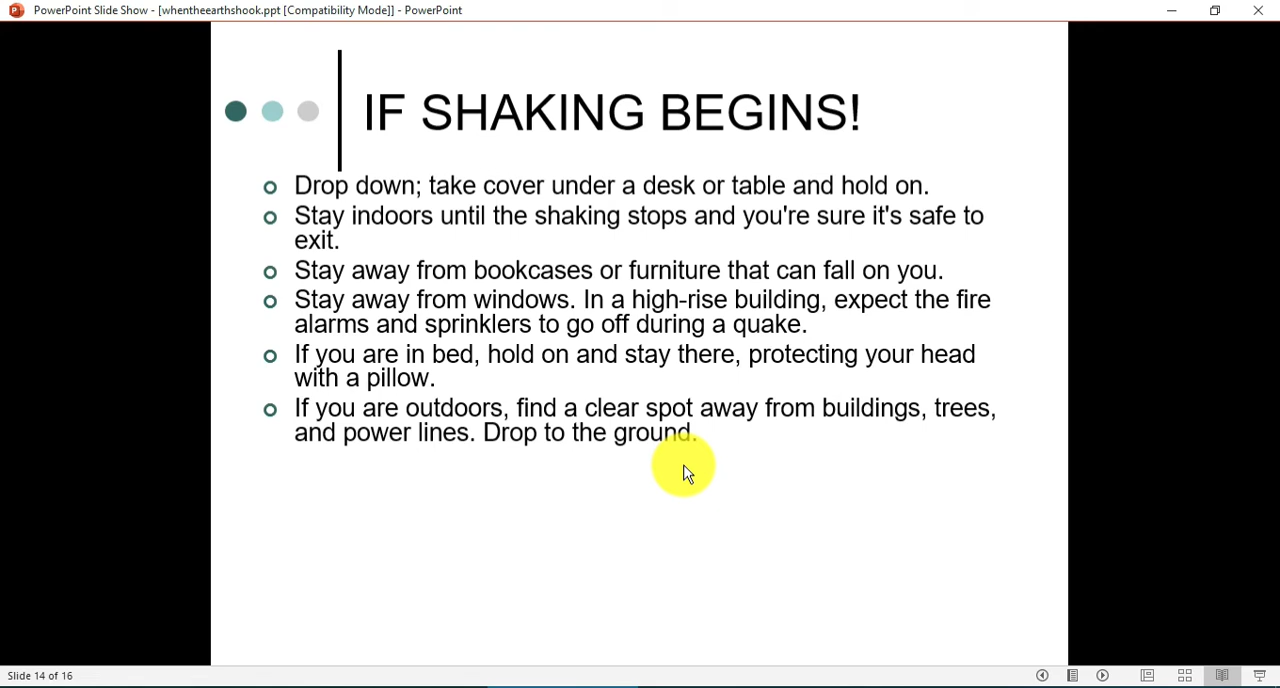 PowerPoint Slide Show - [whentheearthshook.ppt [Compatibility Mode]] - PowerPoint
IF SHAKING BEGINS!
Drop down; take cover under a desk or table and hold on.
Stay indoors until the shaking stops and you're sure it's safe to
exit.
Stay away from bookcases or furniture that can fall on you.
Stay away from windows. In a high-rise building, expect the fire
alarms and sprinklers to go off during a quake.
If you are in bed, hold on and stay there, protecting your head
with a pillow.
If you are outdoors, find a clear spot away from buildings, trees,
and power lines. Drop to the ground.
Slide 14 of 16